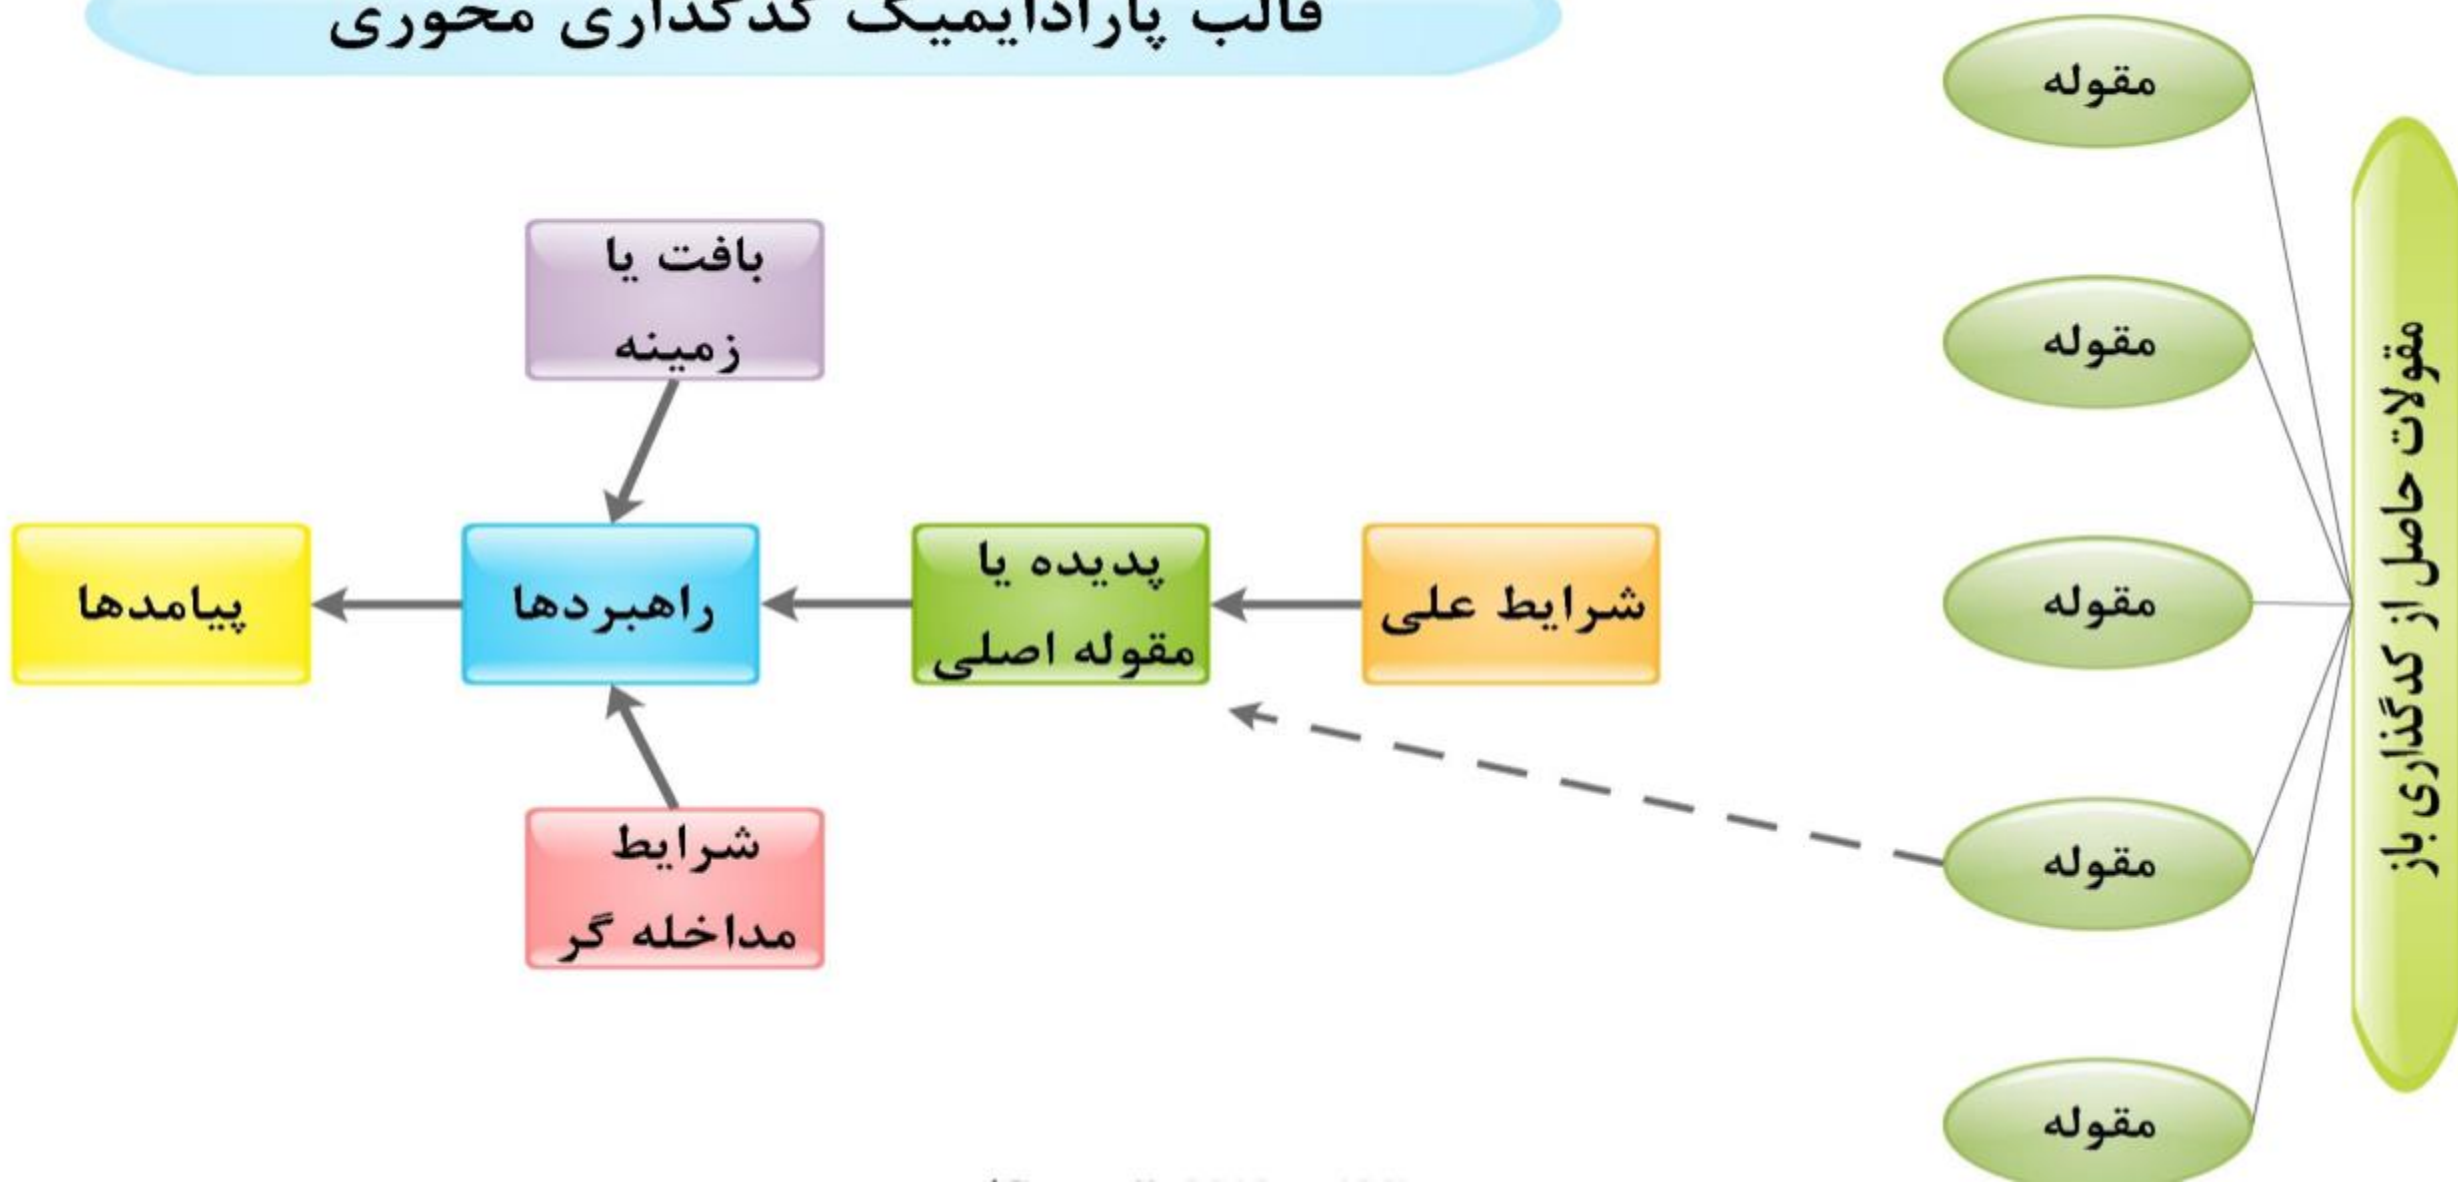 قالب پارادایمیک کدگذاری محوری
مقولات حاصل از کدگذاری باز
مقوله
مقوله
مقوله
مقوله
مقوله
شرایط علی
پدیده یا
مقوله اصلی
بافت یا
زمینه
راهبردها
شرایط
مداخله گر
پیامدها